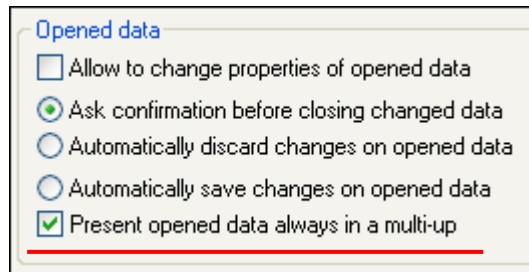 Opened data
Allow to change properties of opened data
Ask confirmation before closing changed data
Automatically discard changes on opened data
Automatically save changes on opened data
Present opened data always in a multi-up